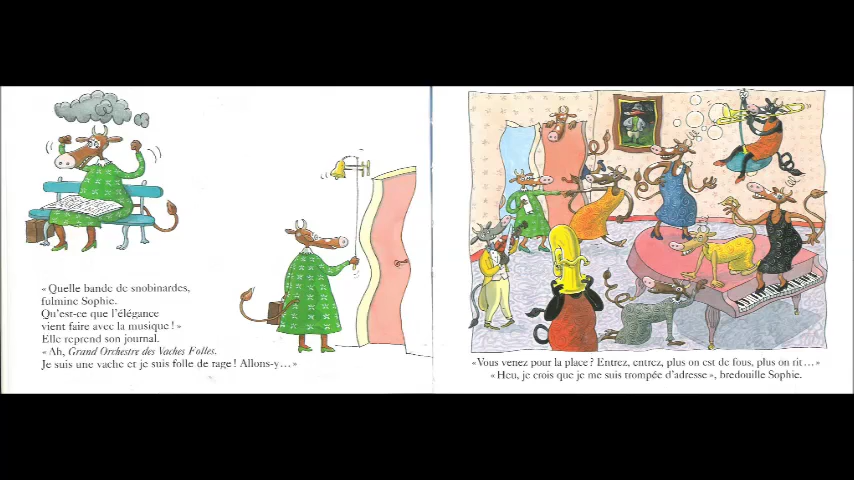 « Quelle bande de snobinardes,
fulmine Sophie.
Qu'est-ce que l'élégance
vient faire avec la musique ! »
Elle reprend son journal.
« Ah, Grand Orchestre des Vaches Folles.
Je suis une vache et je suis folle de rage ! Allons-y… »
« Vous venez pour la place ? Entrez, entrez, plus on est de fous, plus on rit… »
« Heu, je crois que je me suis trompée d'adresse », bredouille Sophie.